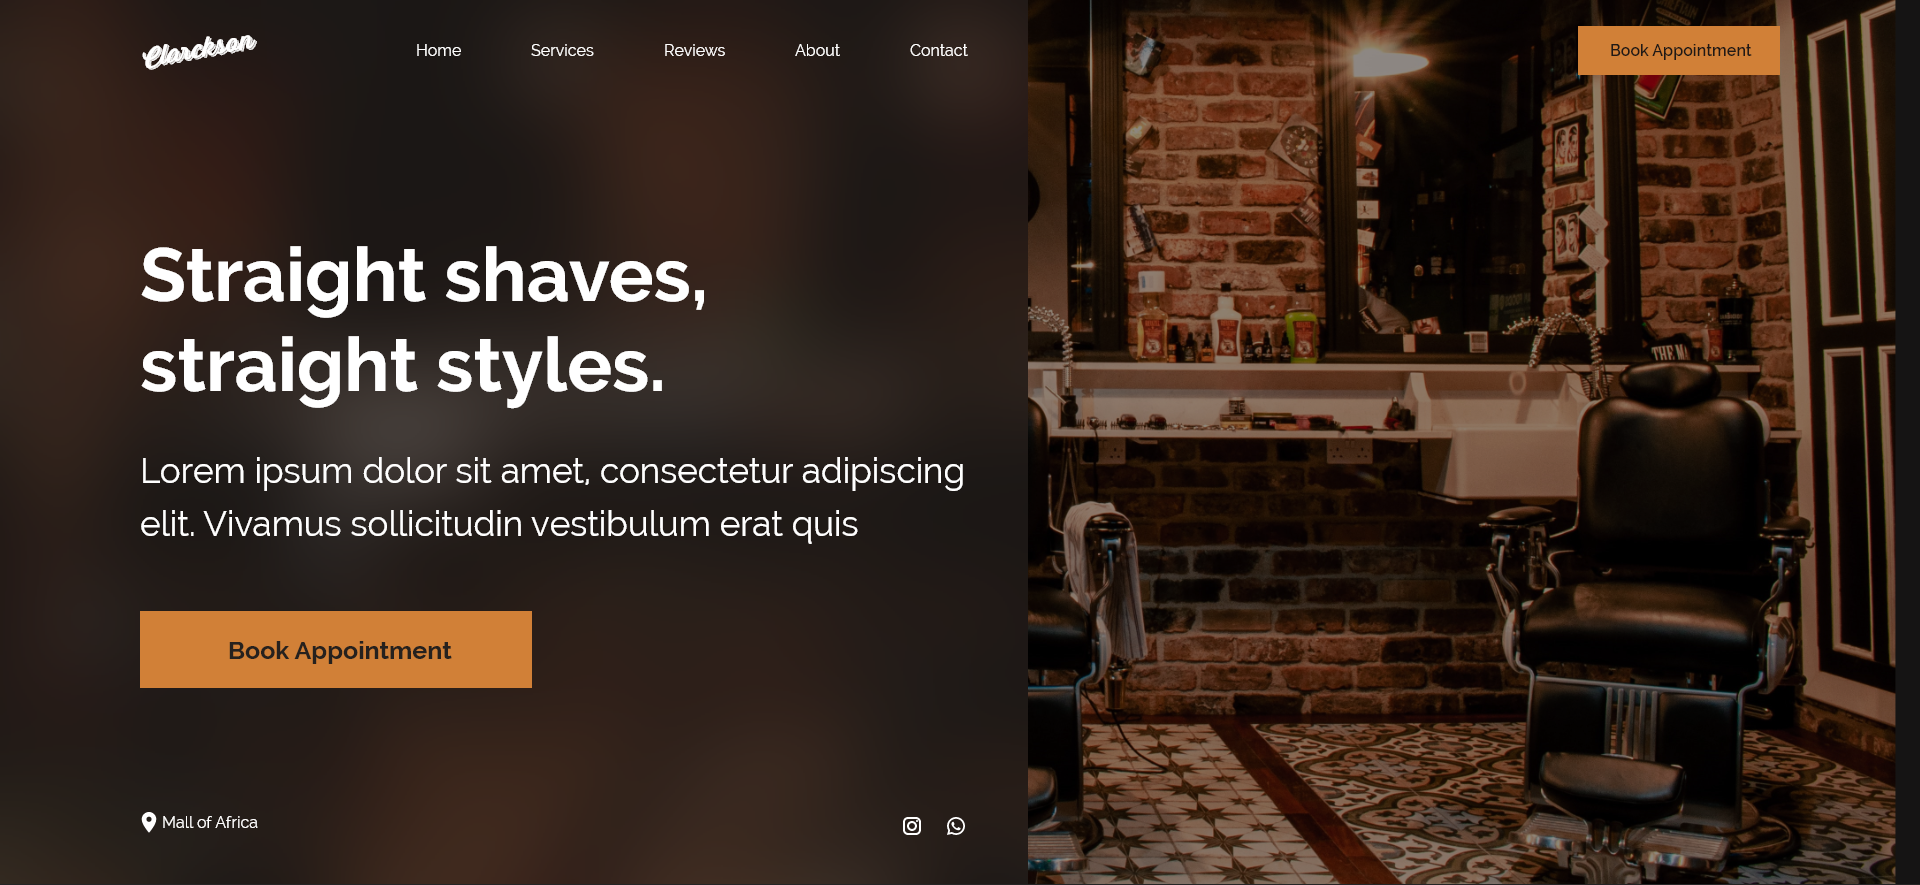 Clarckson
Home
Services
Reviews
About
Contact
Book Appointment
Straight shaves,
straight styles.
Lorem ipsum dolor sit amet, consectetur adipiscing
elit. Vivamus sollicitudin vestibulum erat quis
Book Appointment
Mall of Africa
THE MA